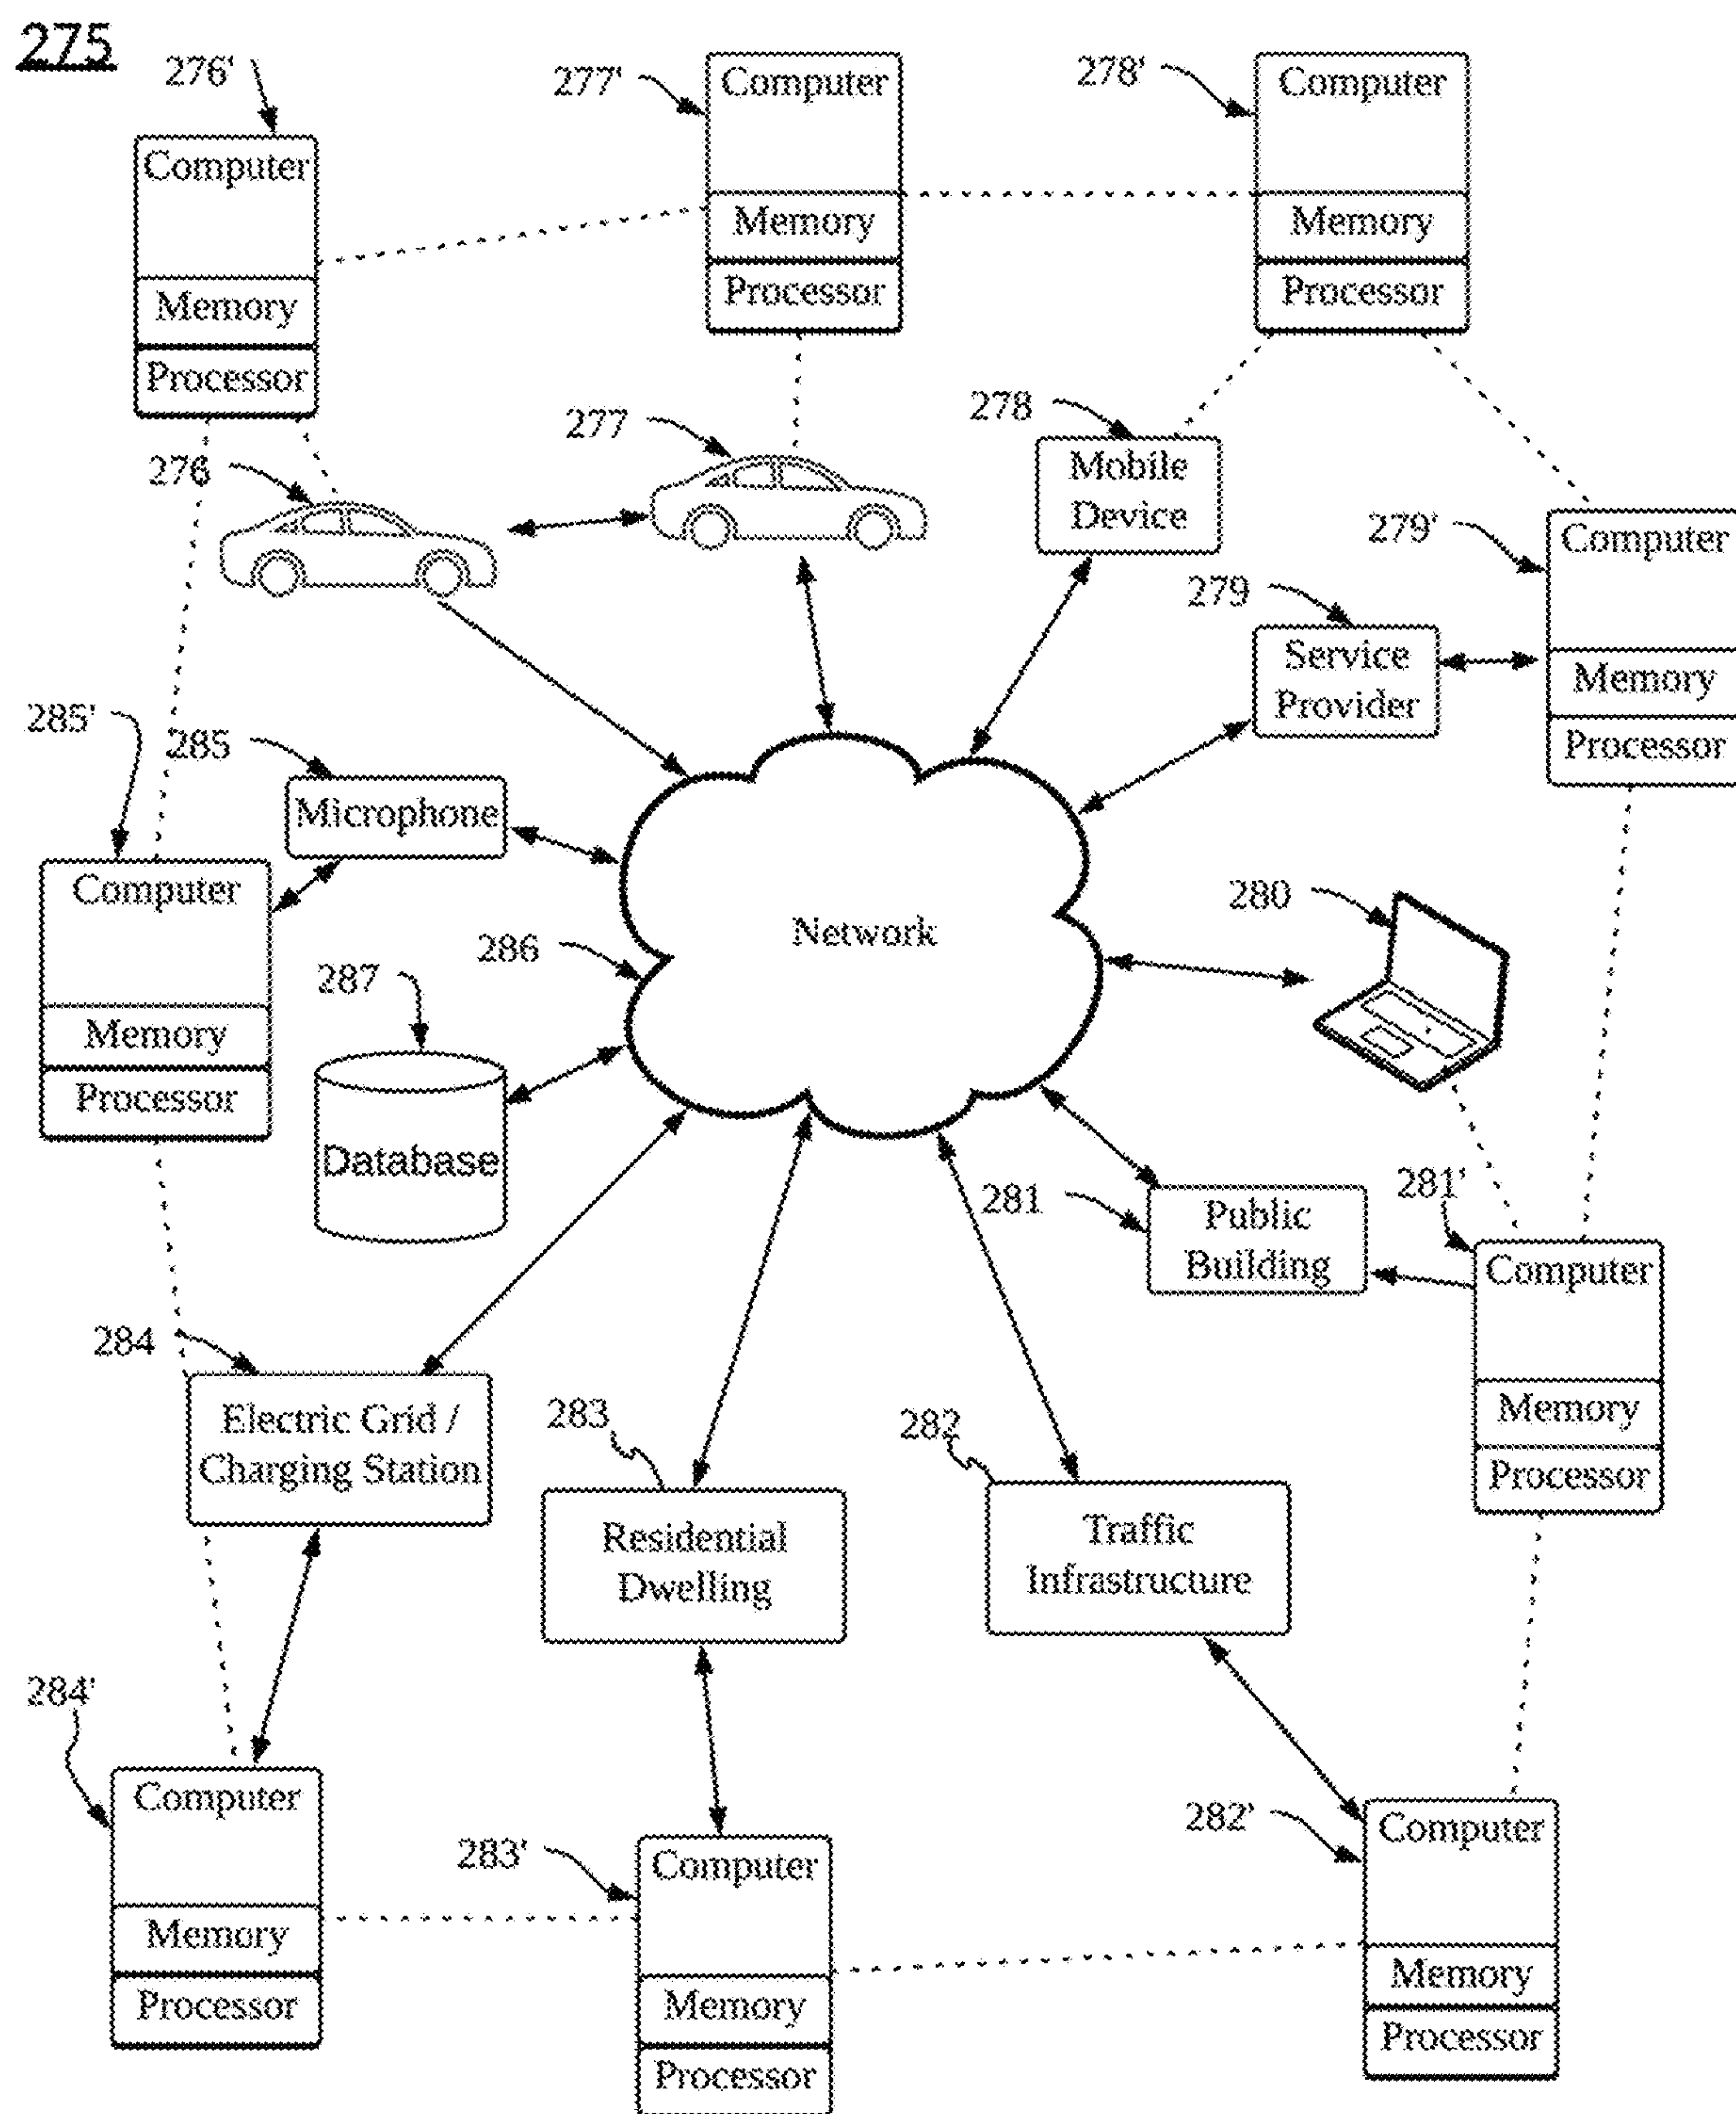 275
276'
277'
278'
Computer
Memory
Processor
Computer
Memory
Processor
Computer
Memory
Processor
276
277
278
Mobile
Device
279'
Computer
Memory
Processor
279
Service
Provider
285'
285
Microphone
Computer
Memory
Processor
Network
280
286
287
Database
281
Public
Building
281'
Computer
Memory
Processor
284
Electric Grid /
Charging Station
283
Residential
Dwelling
282
Traffic
Infrastructure
284'
Computer
Memory
Processor
283'
Computer
Memory
Processor
282'
Computer
Memory
Processor